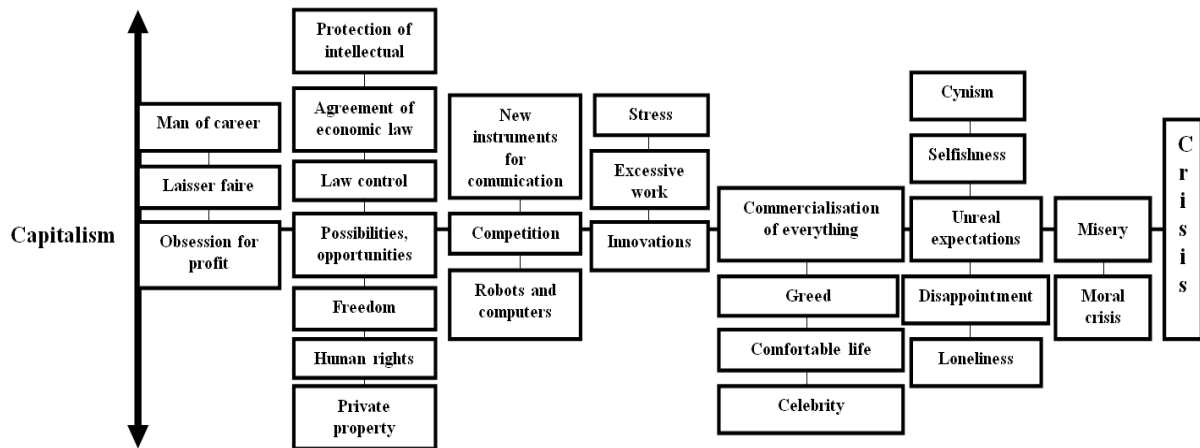 Capitalism
Man of career
Laisser faire
Obsession for
profit
Protection of
intellectual
Agreement of
economic law
Law control
Possibilities,
opportunities
Freedom
Human rights
Private
property
New
instruments
for
comunication
Competition
Robots and
computers
Stress
Excessive
work
Innovations
Commercialisation
of everything
Greed
Comfortable life
Celebrity
Cynism
Selfishness
Unreal
expectations
Disappointment
Loneliness
Misery
Moral
crisis
C
r
i
s
i
s